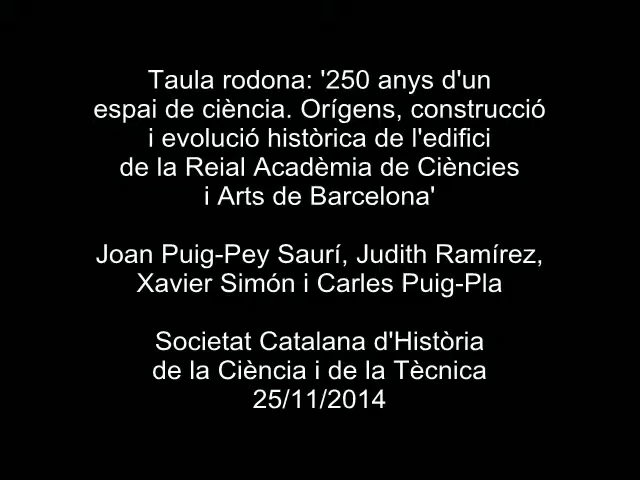 Taula rodona: '250 anys d'un
espai de ciència. Orígens, construcció
i evolució històrica de l'edifici
de la Reial Acadèmia de Ciències
i Arts de Barcelona'
Joan Puig-Pey Saurí, Judith Ramírez,
Xavier Simón i Carles Puig-Pla
Societat Catalana d'Història
de la Ciència i de la Tècnica
25/11/2014